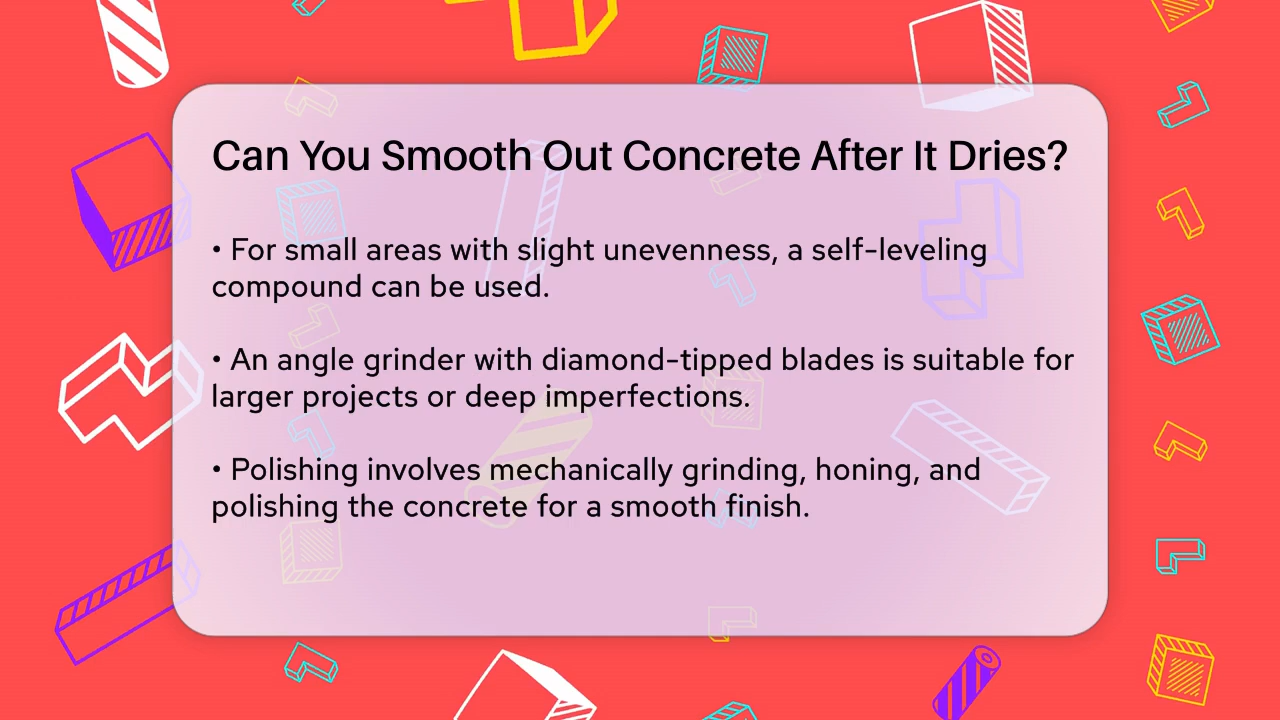 Can You Smooth Out Concrete After It Dries?
• For small areas with slight unevenness, a self-leveling
compound can be used.
• An angle grinder with diamond-tipped blades is suitable for
larger projects or deep imperfections.
• Polishing involves mechanically grinding, honing, and
polishing the concrete for a smooth finish.